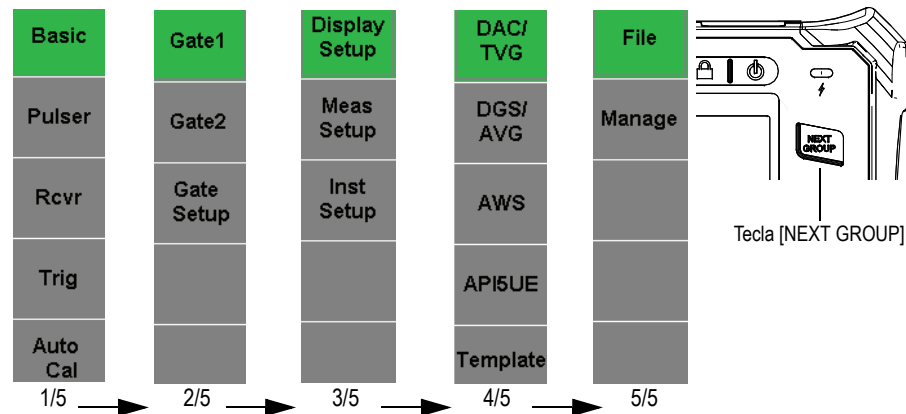 Basic
Pulser
Rcvr
Trig
Auto
Cal
1/5
Gate1
Gate2
Gate
Setup
2/5
Display
Setup
Meas
Setup
Inst
Setup
3/5
DAC/
TVG
DGS/
AVG
AWS
API5UE
Template
4/5
File
Manage
5/5
NEXT
GROUP
Tecla [NEXT GROUP]